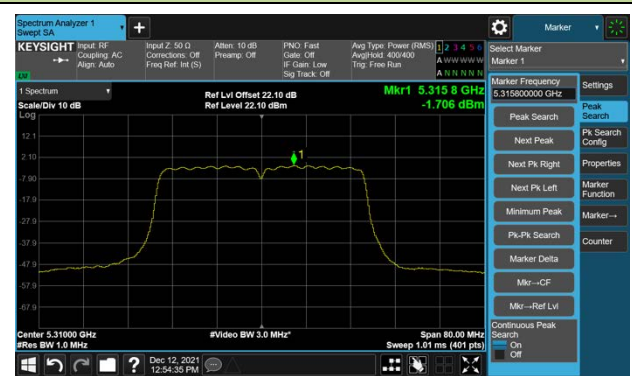 Spectrum Analyzer 1
Swept SA
+
Marker
KEYSIGHT
Input: RF
Coupling: AC
Align: Auto
Input Z: 50 Ω
Corrections: Off
Freq Ref: Int (S)
Atten: 10 dB
Preamp: Off
PNO: Fast
Gate: Off
IF Gain: Low
Sig Track: Off
Avg Type: Power (RMS)
Avg|Hold: 400/400
Trig: Free Run
1 2 3 4 5 6
A W W W W W
A N N N N N
LXI
Select Marker
Marker 1
1 Spectrum
Scale/Div 10 dB
Log
Ref Lvl Offset 22.10 dB
Ref Level 22.10 dBm
Mkr1 5.315 8 GHz
-1.706 dBm
12.1
2.10
-7.90
-17.9
-27.9
-37.9
-47.9
-57.9
-67.9
1
Center 5.31000 GHz
#Res BW 1.0 MHz
#Video BW 3.0 MHz*
Span 80.00 MHz
Sweep 1.01 ms (401 pts)
Marker Frequency
5.315800000 GHz
Peak Search
Next Peak
Next Pk Right
Next Pk Left
Minimum Peak
Pk-Pk Search
Marker Delta
Mkr→CF
Mkr→Ref Lvl
Continuous Peak
Search
On
Off
Settings
Peak
Search
Pk Search
Config
Properties
Marker
Function
Marker→
Counter
?
Dec 12, 2021
12:54:35 PM